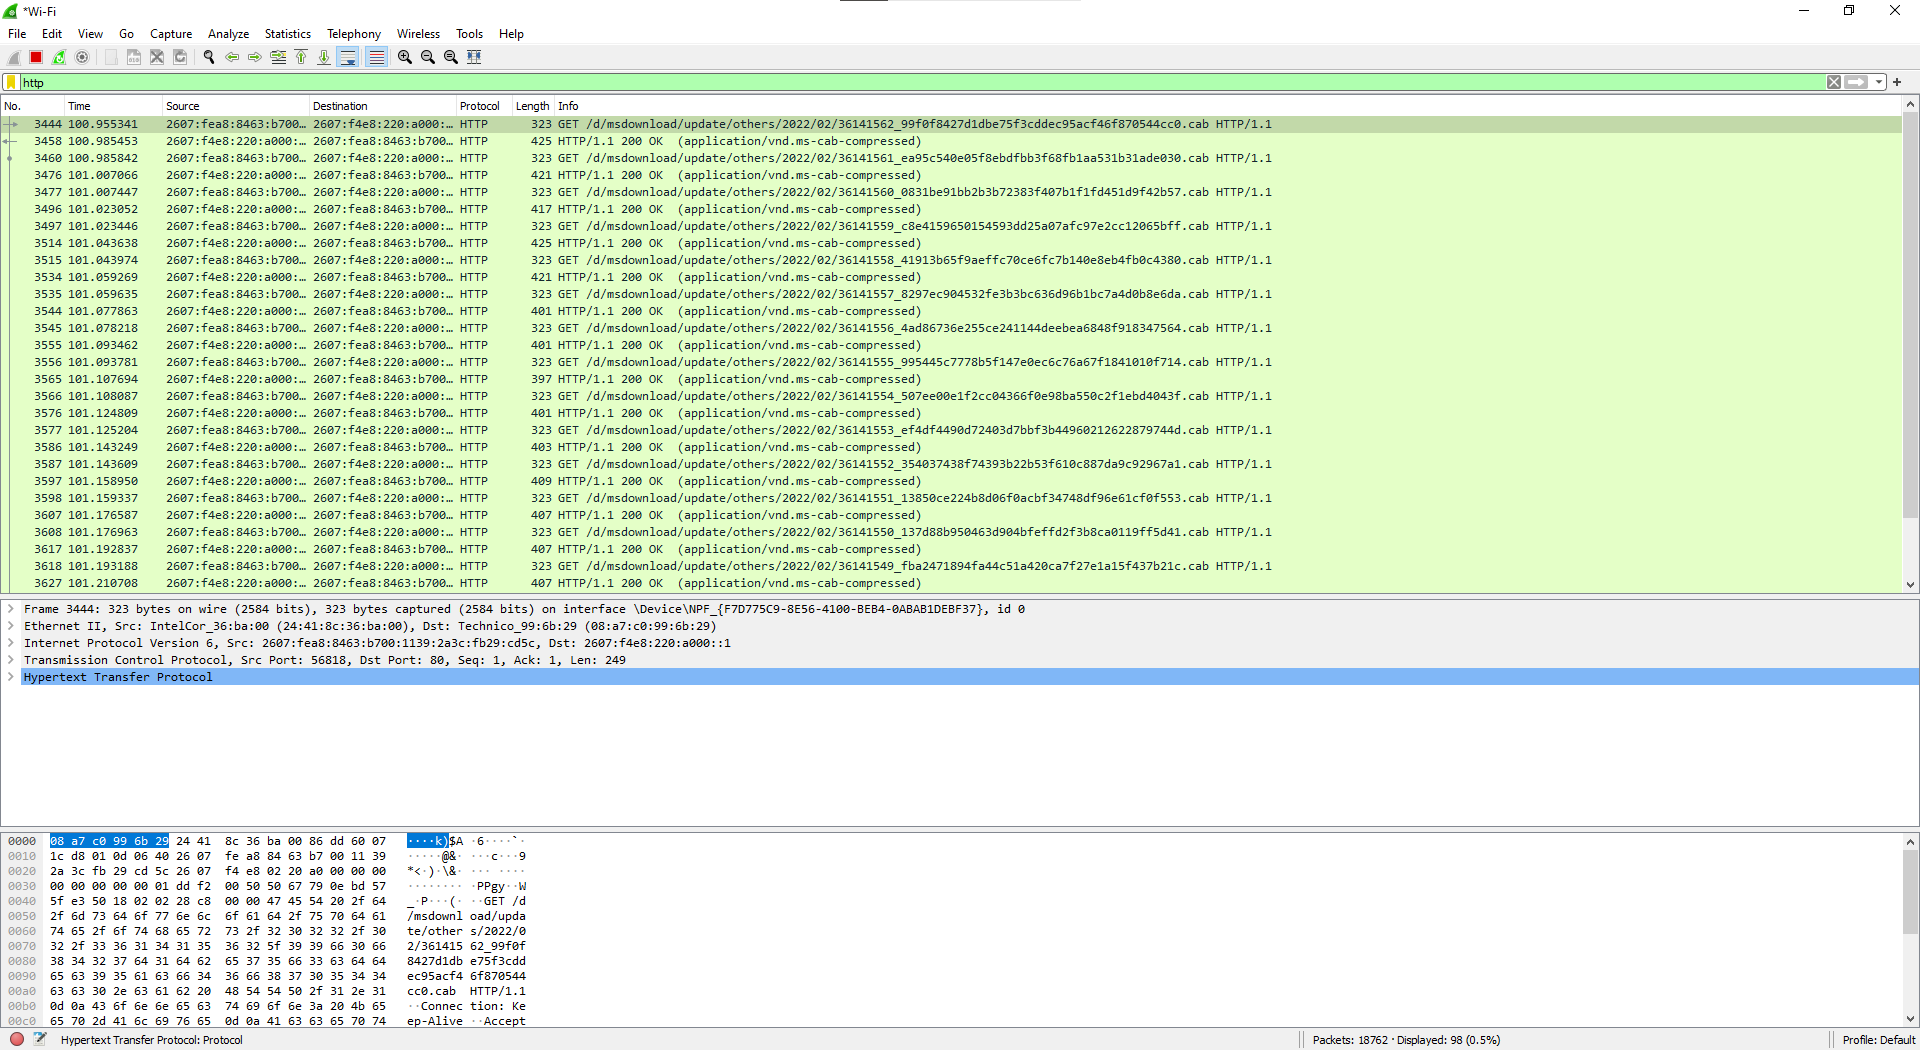 *Wi-Fi
File Edit View Go Capture Analyze Statistics Telephony Wireless Tools Help
http
No. Time Source Destination Protocol Length Info
3444 100.955341 2607:fea8:8463:b700… 2607:f4e8:220:a000:… HTTP 323 GET /d/msdownload/update/others/2022/02/36141562_99f0f8427d1dbe75f3cddec95acf46f870544cc0.cab HTTP/1.1
3458 100.985453 2607:f4e8:220:a000:… 2607:fea8:8463:b700… HTTP 425 HTTP/1.1 200 OK (application/vnd.ms-cab-compressed)
3460 100.985842 2607:fea8:8463:b700… 2607:f4e8:220:a000:… HTTP 323 GET /d/msdownload/update/others/2022/02/36141561_ea95c540e05f8ebdfbb3f68fb1aa531b31ade030.cab HTTP/1.1
3476 101.007066 2607:f4e8:220:a000:… 2607:fea8:8463:b700… HTTP 421 HTTP/1.1 200 OK (application/vnd.ms-cab-compressed)
3477 101.007447 2607:fea8:8463:b700… 2607:f4e8:220:a000:… HTTP 323 GET /d/msdownload/update/others/2022/02/36141560_0831be91bb2b3b72383f407b1f1fd451d9f42b57.cab HTTP/1.1
3496 101.023052 2607:f4e8:220:a000:… 2607:fea8:8463:b700… HTTP 417 HTTP/1.1 200 OK (application/vnd.ms-cab-compressed)
3497 101.023446 2607:fea8:8463:b700… 2607:f4e8:220:a000:… HTTP 323 GET /d/msdownload/update/others/2022/02/36141559_c8e4159650154593dd25a07afc97e2cc12065bff.cab HTTP/1.1
3514 101.043638 2607:f4e8:220:a000:… 2607:fea8:8463:b700… HTTP 425 HTTP/1.1 200 OK (application/vnd.ms-cab-compressed)
3515 101.043974 2607:fea8:8463:b700… 2607:f4e8:220:a000:… HTTP 323 GET /d/msdownload/update/others/2022/02/36141558_41913b65f9aeffc70ce6fc7b140e8eb4fb0c4380.cab HTTP/1.1
3534 101.059269 2607:f4e8:220:a000:… 2607:fea8:8463:b700… HTTP 421 HTTP/1.1 200 OK (application/vnd.ms-cab-compressed)
3535 101.059635 2607:fea8:8463:b700… 2607:f4e8:220:a000:… HTTP 323 GET /d/msdownload/update/others/2022/02/36141557_8297ec904532fe3b3bc636d96b1bc7a4d0b8e6da.cab HTTP/1.1
3544 101.077863 2607:f4e8:220:a000:… 2607:fea8:8463:b700… HTTP 401 HTTP/1.1 200 OK (application/vnd.ms-cab-compressed)
3545 101.078218 2607:fea8:8463:b700… 2607:f4e8:220:a000:… HTTP 323 GET /d/msdownload/update/others/2022/02/36141556_4ad86736e255ce241144deebea6848f918347564.cab HTTP/1.1
3555 101.093462 2607:f4e8:220:a000:… 2607:fea8:8463:b700… HTTP 401 HTTP/1.1 200 OK (application/vnd.ms-cab-compressed)
3556 101.093781 2607:fea8:8463:b700… 2607:f4e8:220:a000:… HTTP 323 GET /d/msdownload/update/others/2022/02/36141555_995445c7778b5f147e0ec6c76a67f1841010f714.cab HTTP/1.1
3565 101.107694 2607:f4e8:220:a000:… 2607:fea8:8463:b700… HTTP 397 HTTP/1.1 200 OK (application/vnd.ms-cab-compressed)
3566 101.108087 2607:fea8:8463:b700… 2607:f4e8:220:a000:… HTTP 323 GET /d/msdownload/update/others/2022/02/36141554_507ee00e1f2cc04366f0e98ba550c2f1ebd4043f.cab HTTP/1.1
3576 101.124809 2607:f4e8:220:a000:… 2607:fea8:8463:b700… HTTP 401 HTTP/1.1 200 OK (application/vnd.ms-cab-compressed)
3577 101.125204 2607:fea8:8463:b700… 2607:f4e8:220:a000:… HTTP 323 GET /d/msdownload/update/others/2022/02/36141553_ef4df4490d72403d7bbf3b44960212622879744d.cab HTTP/1.1
3586 101.143249 2607:f4e8:220:a000:… 2607:fea8:8463:b700… HTTP 403 HTTP/1.1 200 OK (application/vnd.ms-cab-compressed)
3587 101.143609 2607:fea8:8463:b700… 2607:f4e8:220:a000:… HTTP 323 GET /d/msdownload/update/others/2022/02/36141552_354037438f74393b22b53f610c887da9c92967a1.cab HTTP/1.1
3597 101.158950 2607:f4e8:220:a000:… 2607:fea8:8463:b700… HTTP 409 HTTP/1.1 200 OK (application/vnd.ms-cab-compressed)
3598 101.159337 2607:fea8:8463:b700… 2607:f4e8:220:a000:… HTTP 323 GET /d/msdownload/update/others/2022/02/36141551_13850ce224b8d06f0acbf34748df96e61cf0f553.cab HTTP/1.1
3607 101.176587 2607:f4e8:220:a000:… 2607:fea8:8463:b700… HTTP 407 HTTP/1.1 200 OK (application/vnd.ms-cab-compressed)
3608 101.176963 2607:fea8:8463:b700… 2607:f4e8:220:a000:… HTTP 323 GET /d/msdownload/update/others/2022/02/36141550_137d88b950463d904bfeffd2f3b8ca0119ff5d41.cab HTTP/1.1
3617 101.192837 2607:f4e8:220:a000:… 2607:fea8:8463:b700… HTTP 407 HTTP/1.1 200 OK (application/vnd.ms-cab-compressed)
3618 101.193188 2607:fea8:8463:b700… 2607:f4e8:220:a000:… HTTP 323 GET /d/msdownload/update/others/2022/02/36141549_fba2471894fa44c51a420ca7f27e1a15f437b21c.cab HTTP/1.1
3627 101.210708 2607:f4e8:220:a000:… 2607:fea8:8463:b700… HTTP 407 HTTP/1.1 200 OK (application/vnd.ms-cab-compressed)
Frame 3444: 323 bytes on wire (2584 bits), 323 bytes captured (2584 bits) on interface \Device\NPF_{F7D775C9-8E56-4100-BEB4-0ABAB1DEBF37}, id 0
Ethernet II, Src: IntelCor_36:ba:00 (24:41:8c:36:ba:00), Dst: Technico_99:6b:29 (08:a7:c0:99:6b:29)
Internet Protocol Version 6, Src: 2607:fea8:8463:b700:1139:2a3c:fb29:cd5c, Dst: 2607:f4e8:220:a000::1
Transmission Control Protocol, Src Port: 56818, Dst Port: 80, Seq: 1, Ack: 1, Len: 249
Hypertext Transfer Protocol
0000 08 a7 c0 99 6b 29 24 41 8c 36 ba 00 86 dd 60 07 ····k)$A ·6····`·
0010 1c d8 01 0d 06 40 26 07 fe a8 84 63 b7 00 11 39 ·····@&· ···c···9
0020 2a 3c fb 29 cd 5c 26 07 f4 e8 02 20 a0 00 00 00 *<·)·\&· ··· ····
0030 00 00 00 00 00 01 dd f2 00 50 50 67 79 0e bd 57 ········ ·PPgy··W
0040 5f e3 50 18 02 02 28 c8 00 00 47 45 54 20 2f 64 _·P···(· ··GET /d
0050 2f 6d 73 64 6f 77 6e 6c 6f 61 64 2f 75 70 64 61 /msdownl oad/upda
0060 74 65 2f 6f 74 68 65 72 73 2f 32 30 32 32 2f 30 te/other s/2022/0
0070 32 2f 33 36 31 34 31 35 36 32 5f 39 39 66 30 66 2/361415 62_99f0f
0080 38 34 32 37 64 31 64 62 65 37 35 66 33 63 64 64 8427d1db e75f3cdd
0090 65 63 39 35 61 63 66 34 36 66 38 37 30 35 34 34 ec95acf4 6f870544
00a0 63 63 30 2e 63 61 62 20 48 54 54 50 2f 31 2e 31 cc0.cab HTTP/1.1
00b0 0d 0a 43 6f 6e 6e 65 63 74 69 6f 6e 3a 20 4b 65 ··Connec tion: Ke
00c0 65 70 2d 41 6c 69 76 65 0d 0a 41 63 63 65 70 74 ep-Alive ··Accept
Hypertext Transfer Protocol: Protocol
Packets: 18762 · Displayed: 98 (0.5%)
Profile: Default